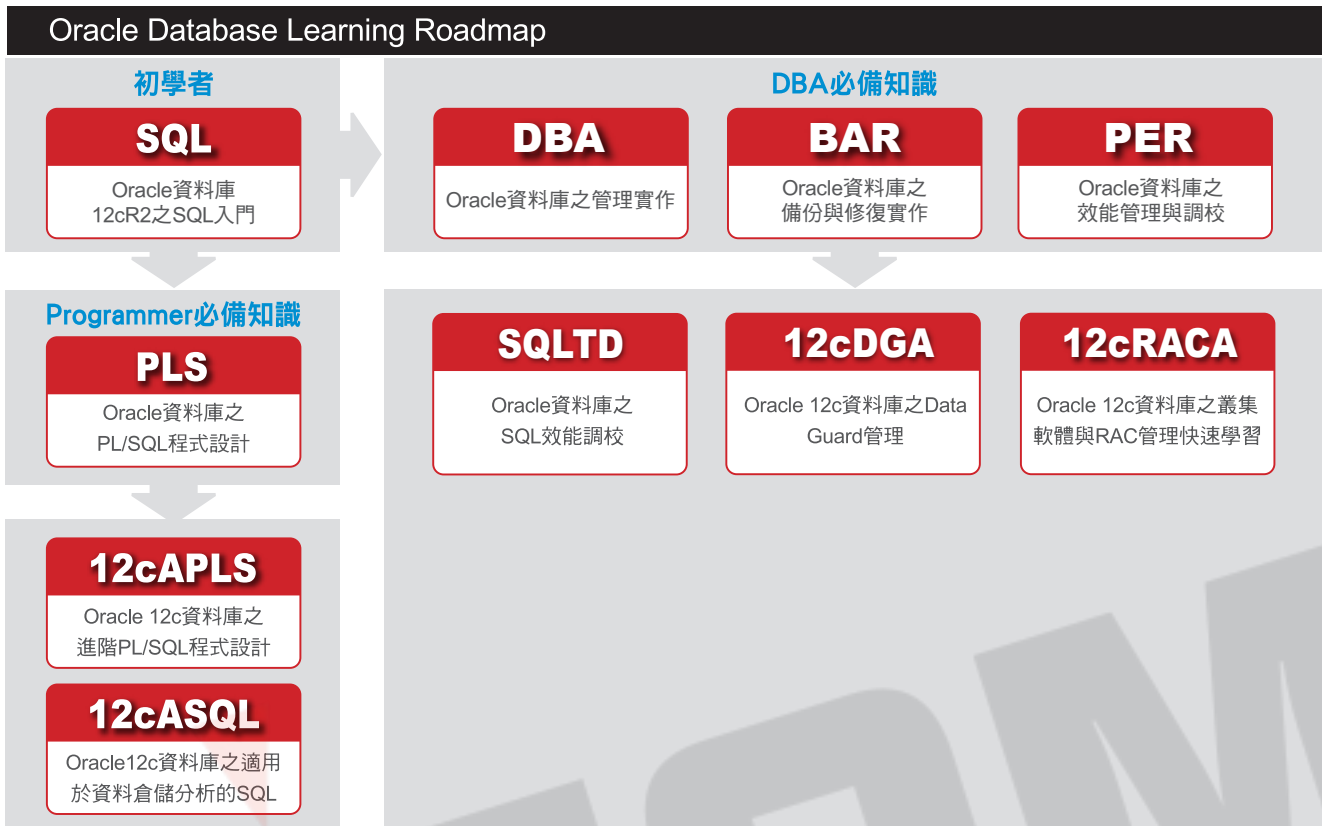 Oracle Database Learning Roadmap
初學者
SQL
Oracle資料庫
12cR2之SQL入門
DBA必備知識
DBA
Oracle資料庫之管理實作
BAR
Oracle資料庫之
備份與修復實作
PER
Oracle資料庫之
效能管理與調校
Programmer必備知識
PLS
Oracle資料庫之
PL/SQL程式設計
SQLTD
Oracle資料庫之
SQL效能調校
12cDGA
Oracle 12c資料庫之Data
Guard管理
12cRACA
Oracle 12c資料庫之叢集
軟體與RAC管理快速學習
12cAPLS
Oracle 12c資料庫之
進階PL/SQL程式設計
12cASQL
Oracle12c資料庫之適用
於資料倉儲分析的SQL